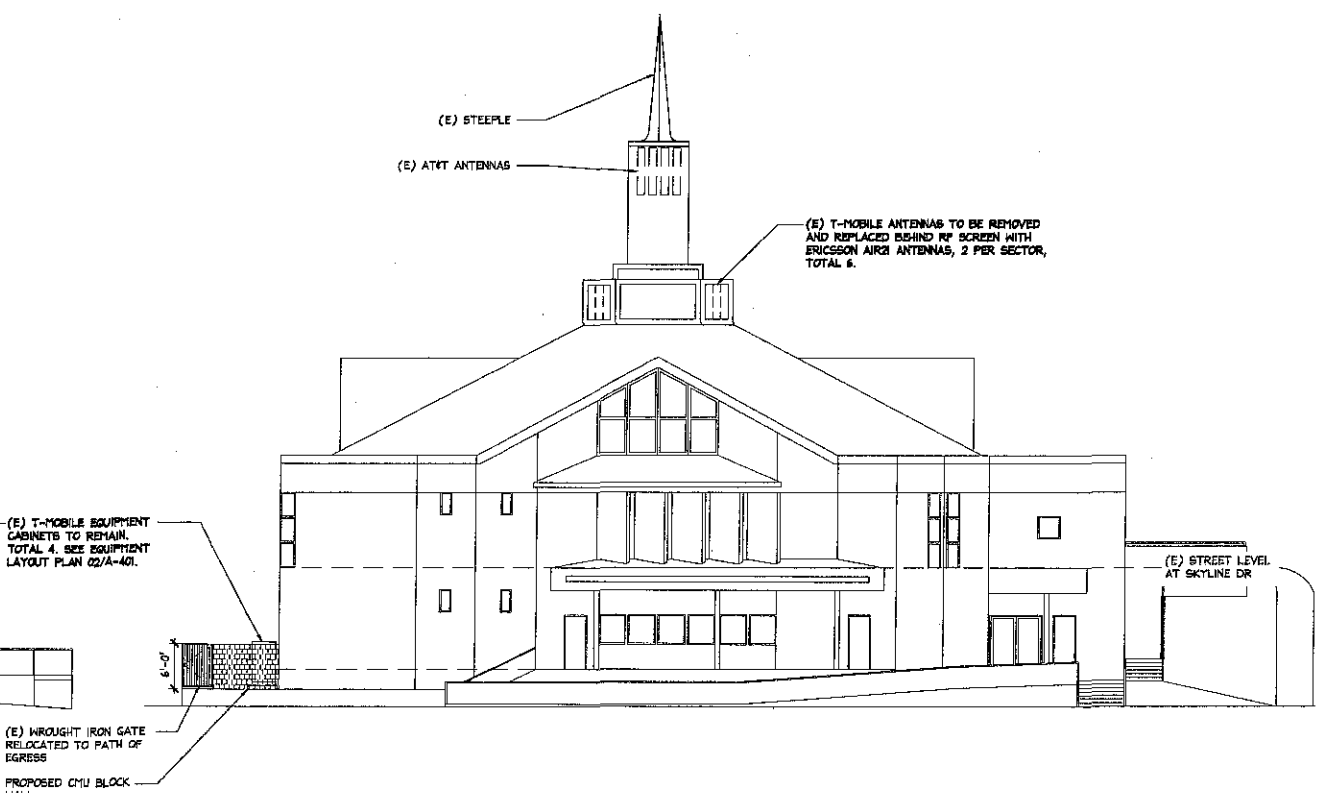 (E) STEEPLE
(E) AT&T ANTENNAS
(E) T-MOBILE ANTENNAS TO BE REMOVED
AND REPLACED BEHIND RF SCREEN WITH
ERICSSON AIR21 ANTENNAS, 2 PER SECTOR,
TOTAL 6.
(E) T-MOBILE EQUIPMENT
CABINETS TO REMAIN.
TOTAL 4. SEE EQUIPMENT
LAYOUT PLAN 02/A-401.
(E) STREET LEVEL
AT SKYLINE DR
6'-0"
(E) WROUGHT IRON GATE
RELOCATED TO PATH OF
EGRESS
PROPOSED CMU BLOCK